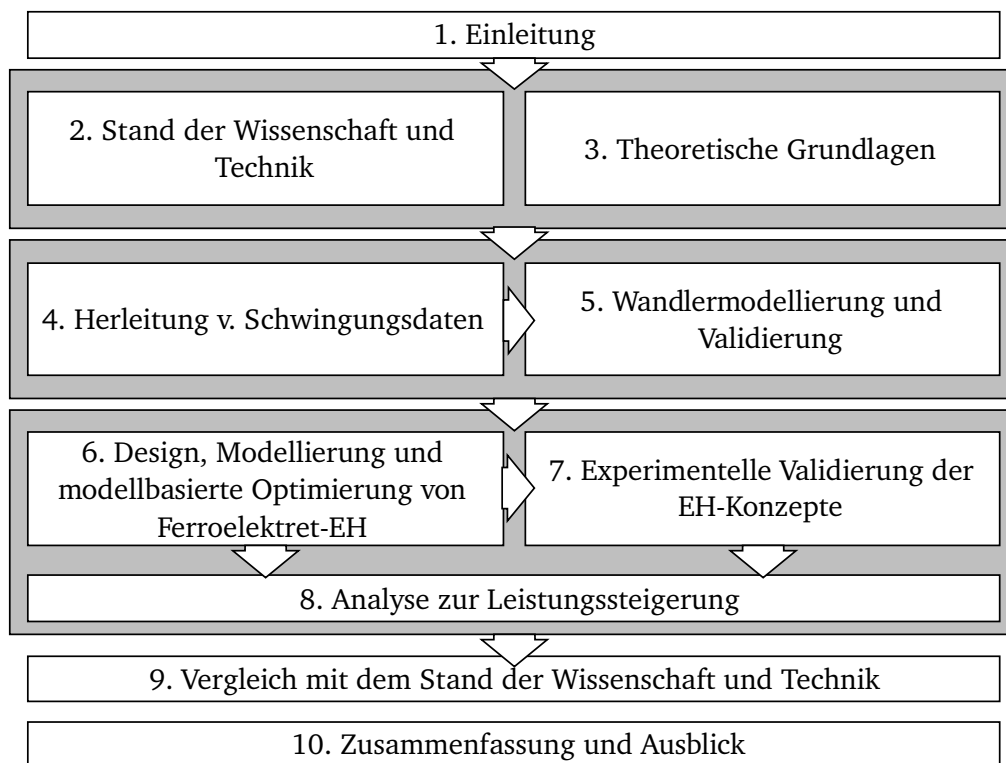 1. Einleitung
2. Stand der Wissenschaft und
Technik
3. Theoretische Grundlagen
4. Herleitung v. Schwingungsdaten
5. Wandlermodellierung und
Validierung
6. Design, Modellierung und
modellbasierte Optimierung von
Ferroelektret-EH
7. Experimentelle Validierung der
EH-Konzepte
8. Analyse zur Leistungssteigerung
9. Vergleich mit dem Stand der Wissenschaft und Technik
10. Zusammenfassung und Ausblick